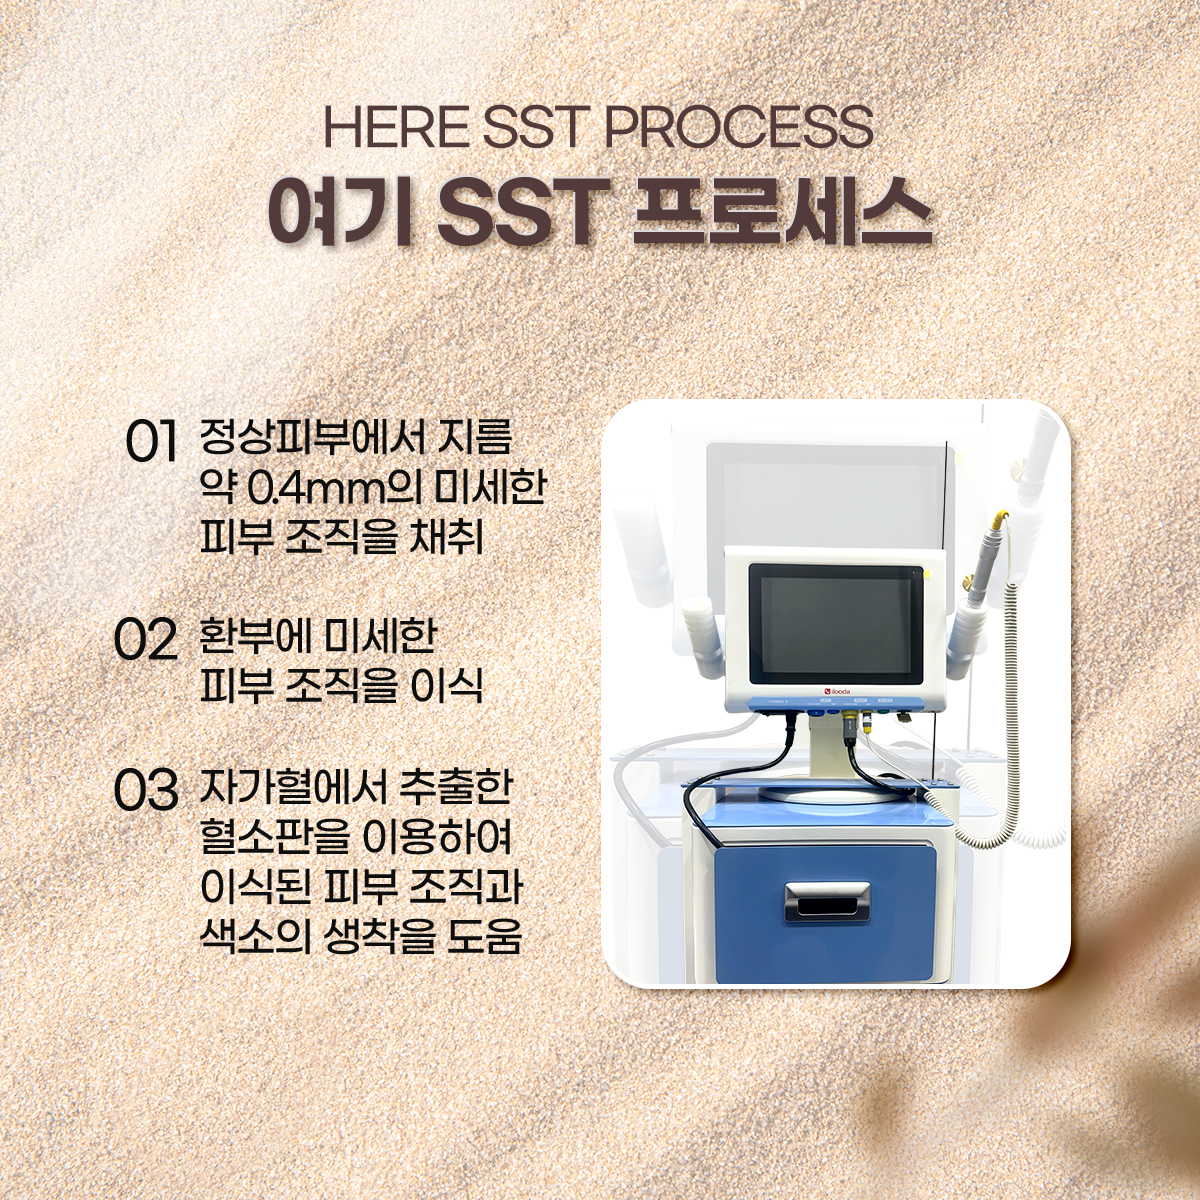 HERE SST PROCESS
여기 SST 프로세스
01 정상피부에서 지름
약 0.4mm의 미세한
피부 조직을 채취
02 환부에 미세한
피부 조직을 이식
03 자가혈에서 추출한
혈소판을 이용하여
이식된 피부 조직과
색소의 생착을 도움
ilooda